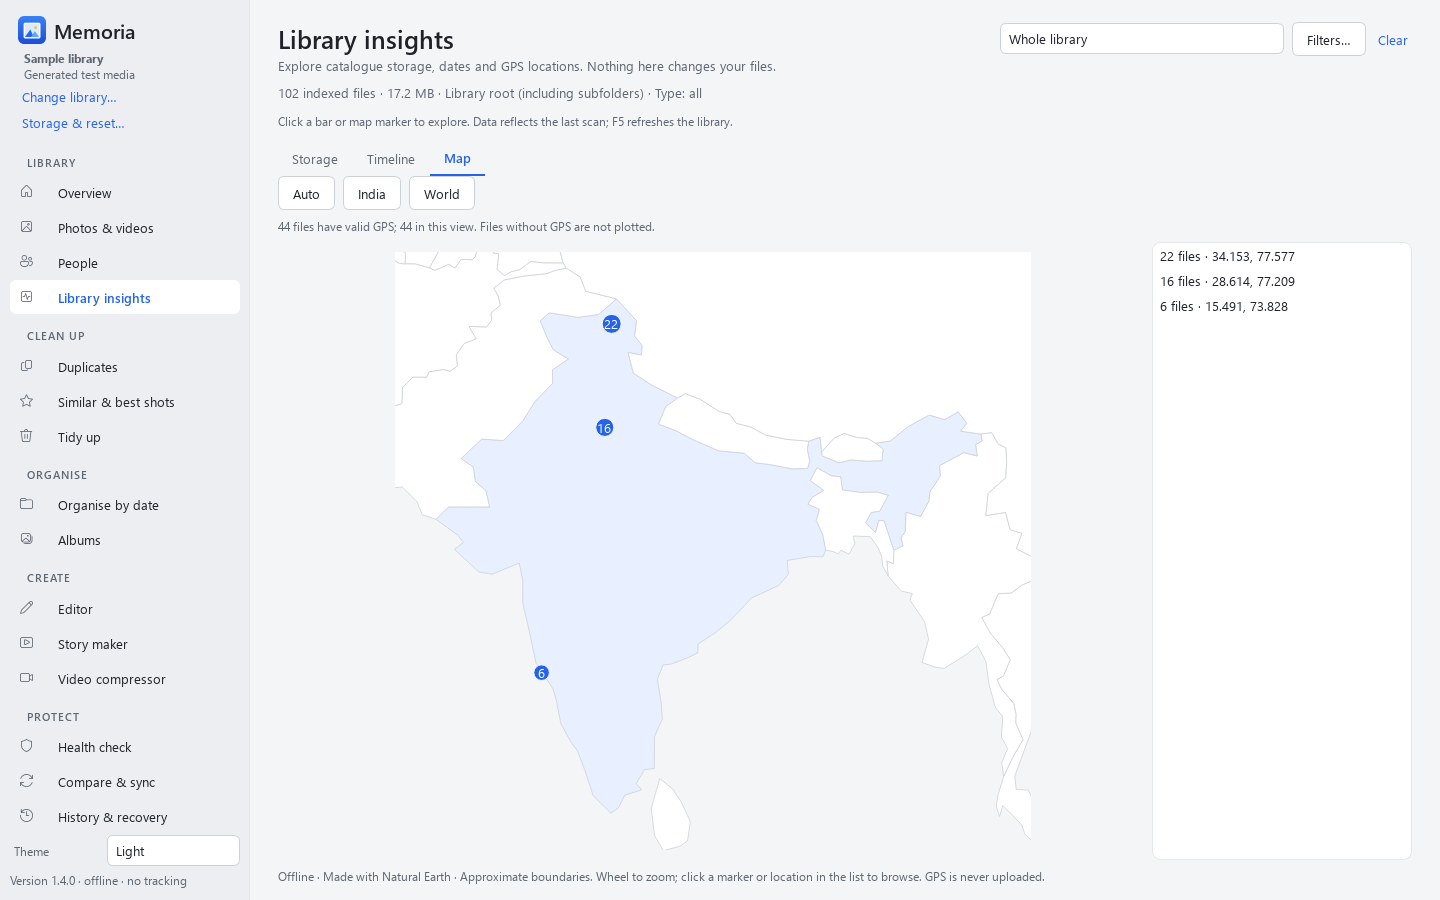 Memoria
Sample library
Generated test media
Change library...
Storage & reset...
LIBRARY
Overview
Photos & videos
People
Library insights
CLEAN UP
Duplicates
Similar & best shots
Tidy up
ORGANISE
Organise by date
Albums
CREATE
Editor
Story maker
Video compressor
PROTECT
Health check
Compare & sync
History & recovery
Theme
Light
Version 1.4.0 · offline · no tracking
Library insights
Whole library
Filters...
Clear
Explore catalogue storage, dates and GPS locations. Nothing here changes your files.
102 indexed files · 17.2 MB · Library root (including subfolders) · Type: all
Click a bar or map marker to explore. Data reflects the last scan; F5 refreshes the library.
Storage
Timeline
Map
Auto
India
World
44 files have valid GPS; 44 in this view. Files without GPS are not plotted.
22
16
6
22 files · 34.153, 77.577
16 files · 28.614, 77.209
6 files · 15.491, 73.828
Offline · Made with Natural Earth · Approximate boundaries. Wheel to zoom; click a marker or location in the list to browse. GPS is never uploaded.